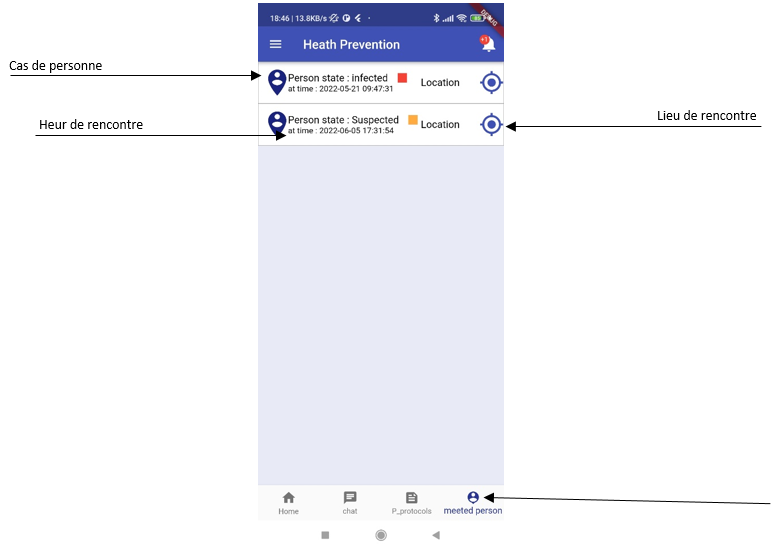 18:46 | 13.8KB/s
DEBUG
Heath Prevention
+1
Cas de personne
Person state : infected
at time : 2022-05-21 09:47:31
Location
Heur de rencontre
Person state : Suspected
at time : 2022-06-05 17:31:54
Location
Lieu de rencontre
Home
chat
P_protocols
meeted person